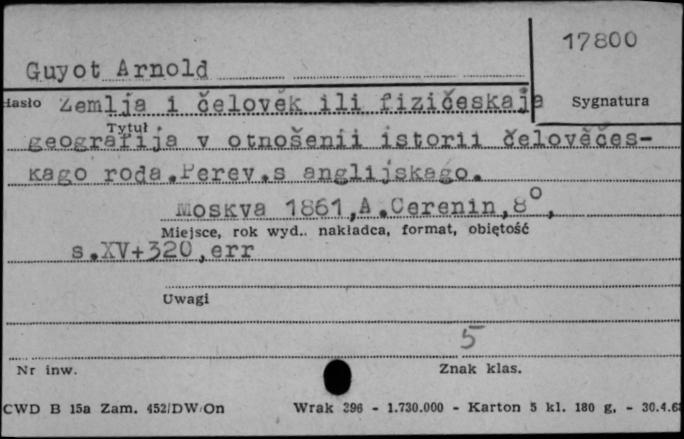 17800
Guyot Arnold
Hasło Zemlja i čelověk ili fizičeskaja Sygnatura
Tytuł
geografija v otnošenii istorii čelověčes-
kago roda.Perev.s anglijskago.
Moskva 1861,A.Čerenin,8°,
Miejsce, rok wyd.. nakładca, format, objętość
s.XV+320,err
Uwagi
5
Nr inw. Znak klas.
CWD B 15a Zam. 452/DW/On Wrak 396 - 1.730.000 - Karton 5 kl. 180 g, - 30.4.6